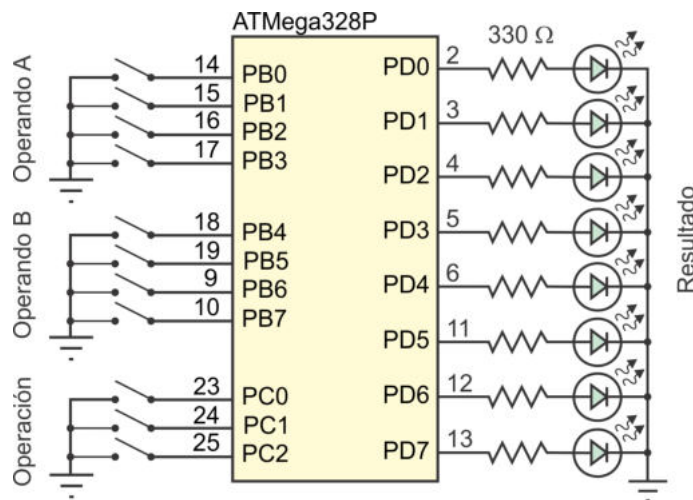 ATMega328P
330 Ω
Operando A
14 PB0
15 PB1
16 PB2
17 PB3
Operando B
18 PB4
19 PB5
9 PB6
10 PB7
Operación
23 PC0
24 PC1
25 PC2
PD0 2
PD1 3
PD2 4
PD3 5
PD4 6
PD5 11
PD6 12
PD7 13
Resultado